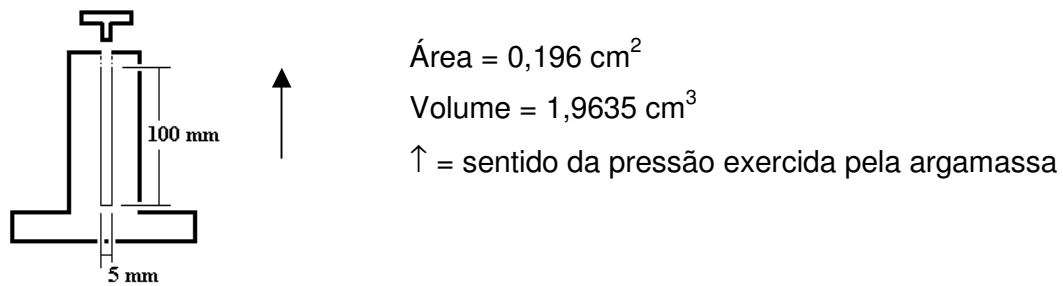 Área = 0,196 cm²
Volume = 1,9635 cm³
↑ = sentido da pressão exercida pela argamassa
100 mm
5 mm